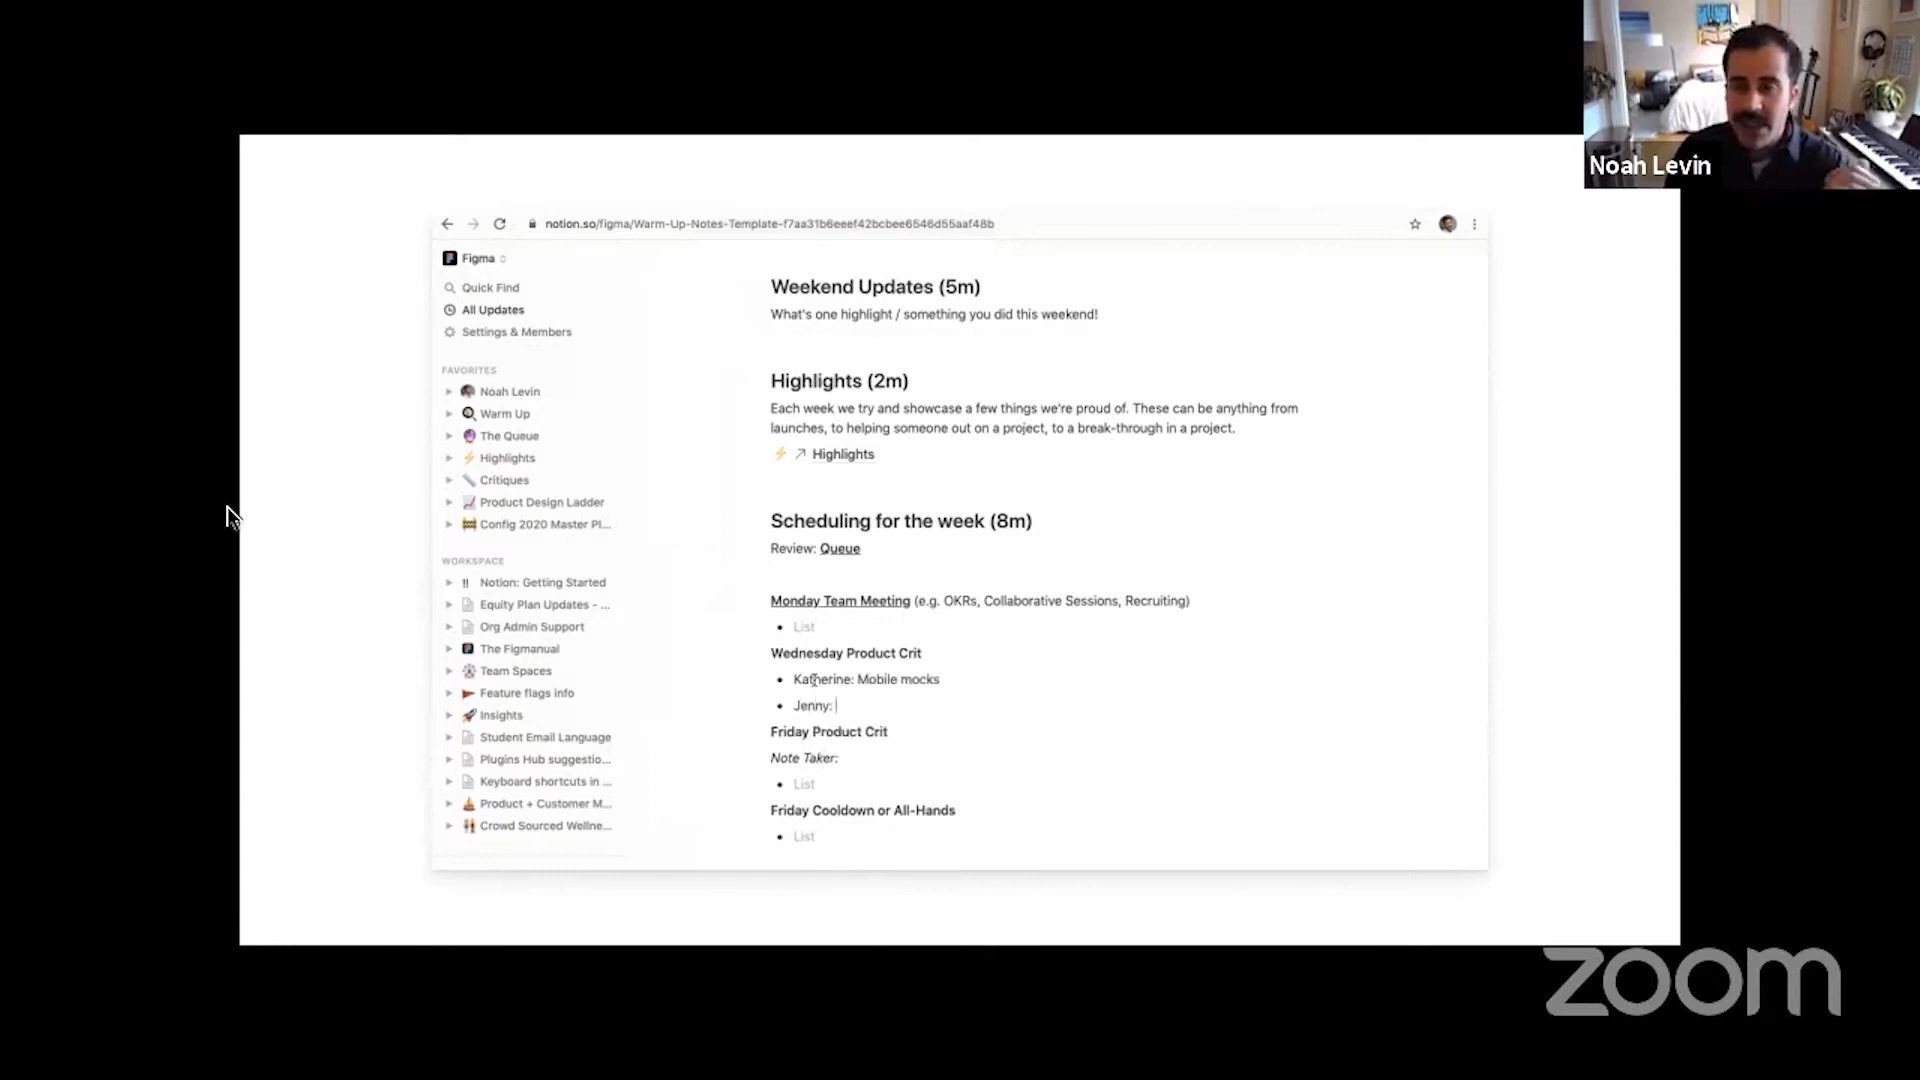 Noah Levin
notion.so/figma/Warm-Up-Notes-Template-f7aa31b6eeef42bcbee6546d55aaf48b
Figma
Quick Find
All Updates
Settings & Members
FAVORITES
Noah Levin
Warm Up
The Queue
Highlights
Critiques
Product Design Ladder
Config 2020 Master Pl...
WORKSPACE
!! Notion: Getting Started
Equity Plan Updates - ...
Org Admin Support
The Figmanual
Team Spaces
Feature flags info
Insights
Student Email Language
Plugins Hub suggestio...
Keyboard shortcuts in ...
Product + Customer M...
Crowd Sourced Wellne...
Weekend Updates (5m)
What's one highlight / something you did this weekend!
Highlights (2m)
Each week we try and showcase a few things we're proud of. These can be anything from
launches, to helping someone out on a project, to a break-through in a project.
⚡ ↗ Highlights
Scheduling for the week (8m)
Review: Queue
Monday Team Meeting (e.g. OKRs, Collaborative Sessions, Recruiting)
• List
Wednesday Product Crit
• Katherine: Mobile mocks
• Jenny:
Friday Product Crit
Note Taker:
• List
Friday Cooldown or All-Hands
• List
zoom